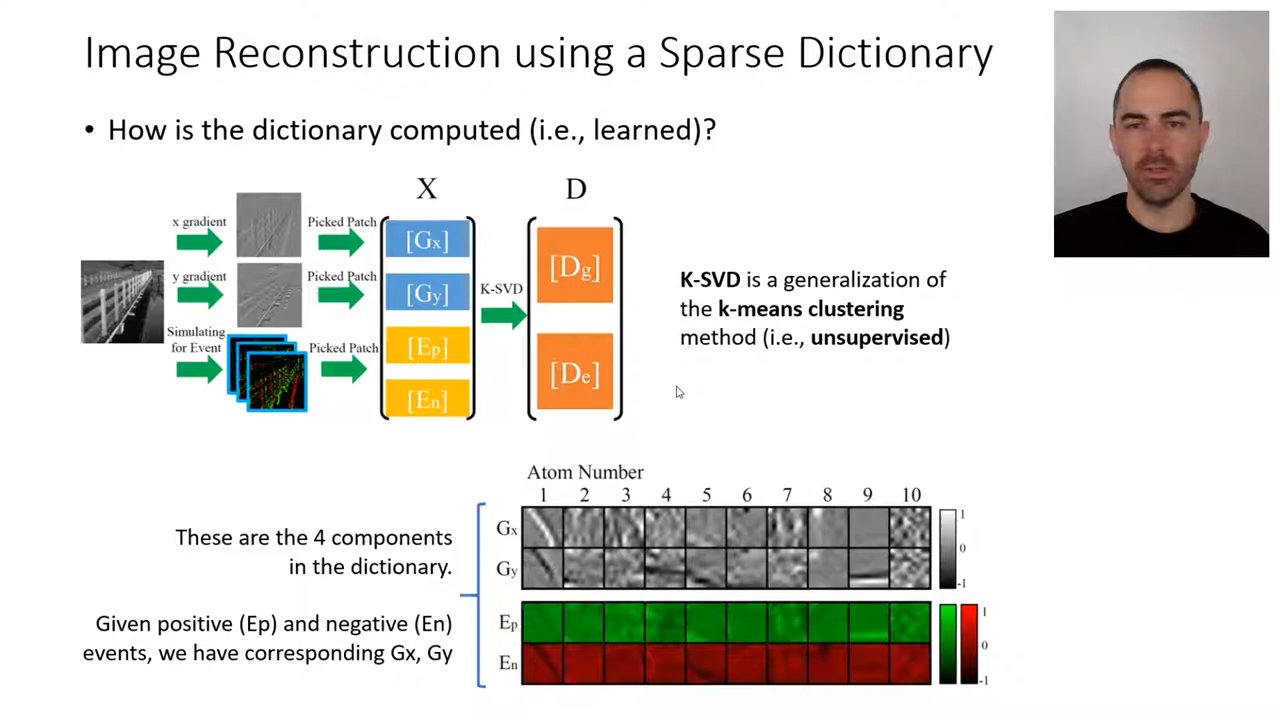 Image Reconstruction using a Sparse Dictionary
• How is the dictionary computed (i.e., learned)?
X
D
x gradient
Picked Patch
[Gx]
[Dg]
y gradient
Picked Patch
[Gy]
K-SVD
Simulating
for Event
Picked Patch
[Ep]
[De]
[En]
K-SVD is a generalization of
the k-means clustering
method (i.e., unsupervised)
Atom Number
1 2 3 4 5 6 7 8 9 10
Gx
Gy
Ep
En
1
0
-1
1
0
-1
These are the 4 components
in the dictionary.
Given positive (Ep) and negative (En)
events, we have corresponding Gx, Gy